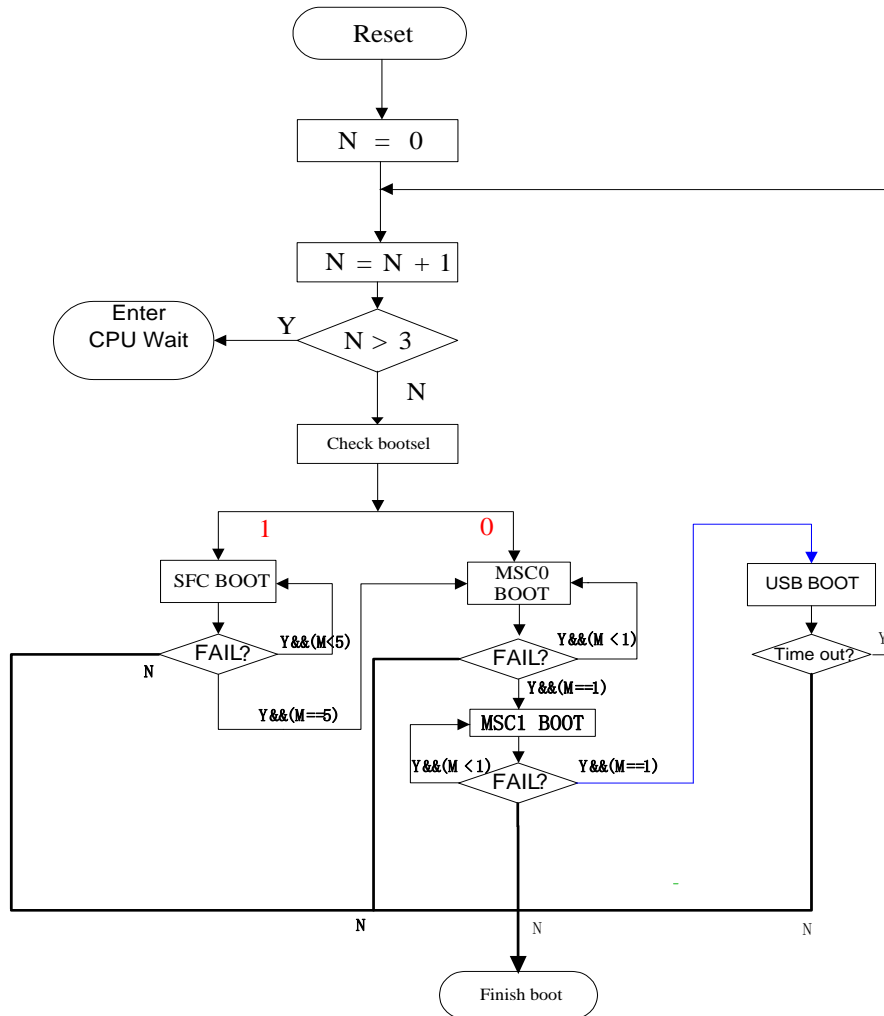 Reset
N = 0
N = N + 1
Enter
CPU Wait
Y
N > 3
N
Check bootsel
1
0
SFC BOOT
MSC0
BOOT
USB BOOT
FAIL?
Y&&(M<5)
N
Y&&(M <1)
FAIL?
Time out?
Y
Y&&(M==1)
Y&&(M==5)
MSC1 BOOT
Y&&(M <1)
FAIL?
Y&&(M==1)
N
N
N
Finish boot